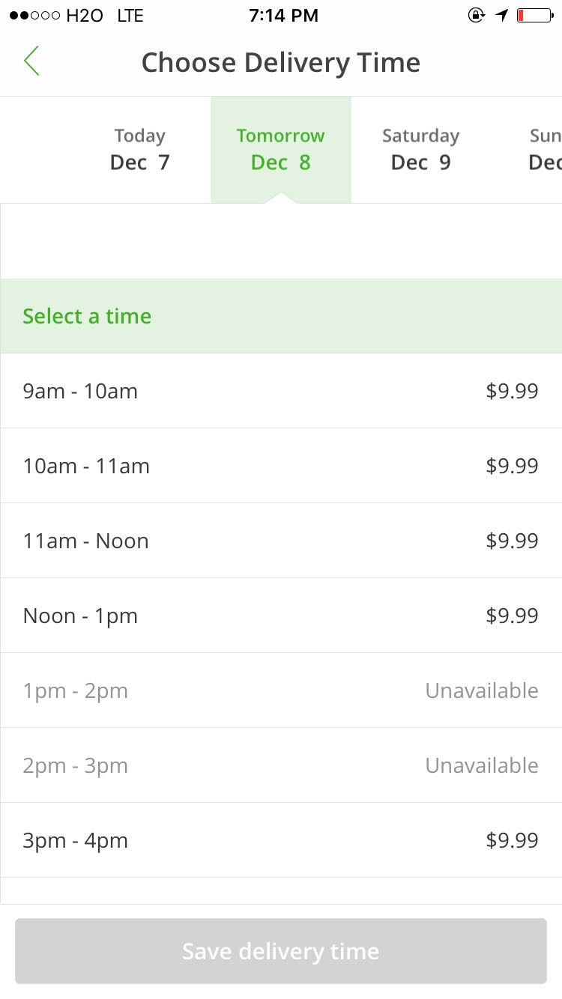 H2O LTE 7:14 PM
Choose Delivery Time
Today Tomorrow Saturday Sun
Dec 7 Dec 8 Dec 9 Dec
Select a time
9am - 10am $9.99
10am - 11am $9.99
11am - Noon $9.99
Noon - 1pm $9.99
1pm - 2pm Unavailable
2pm - 3pm Unavailable
3pm - 4pm $9.99
Save delivery time